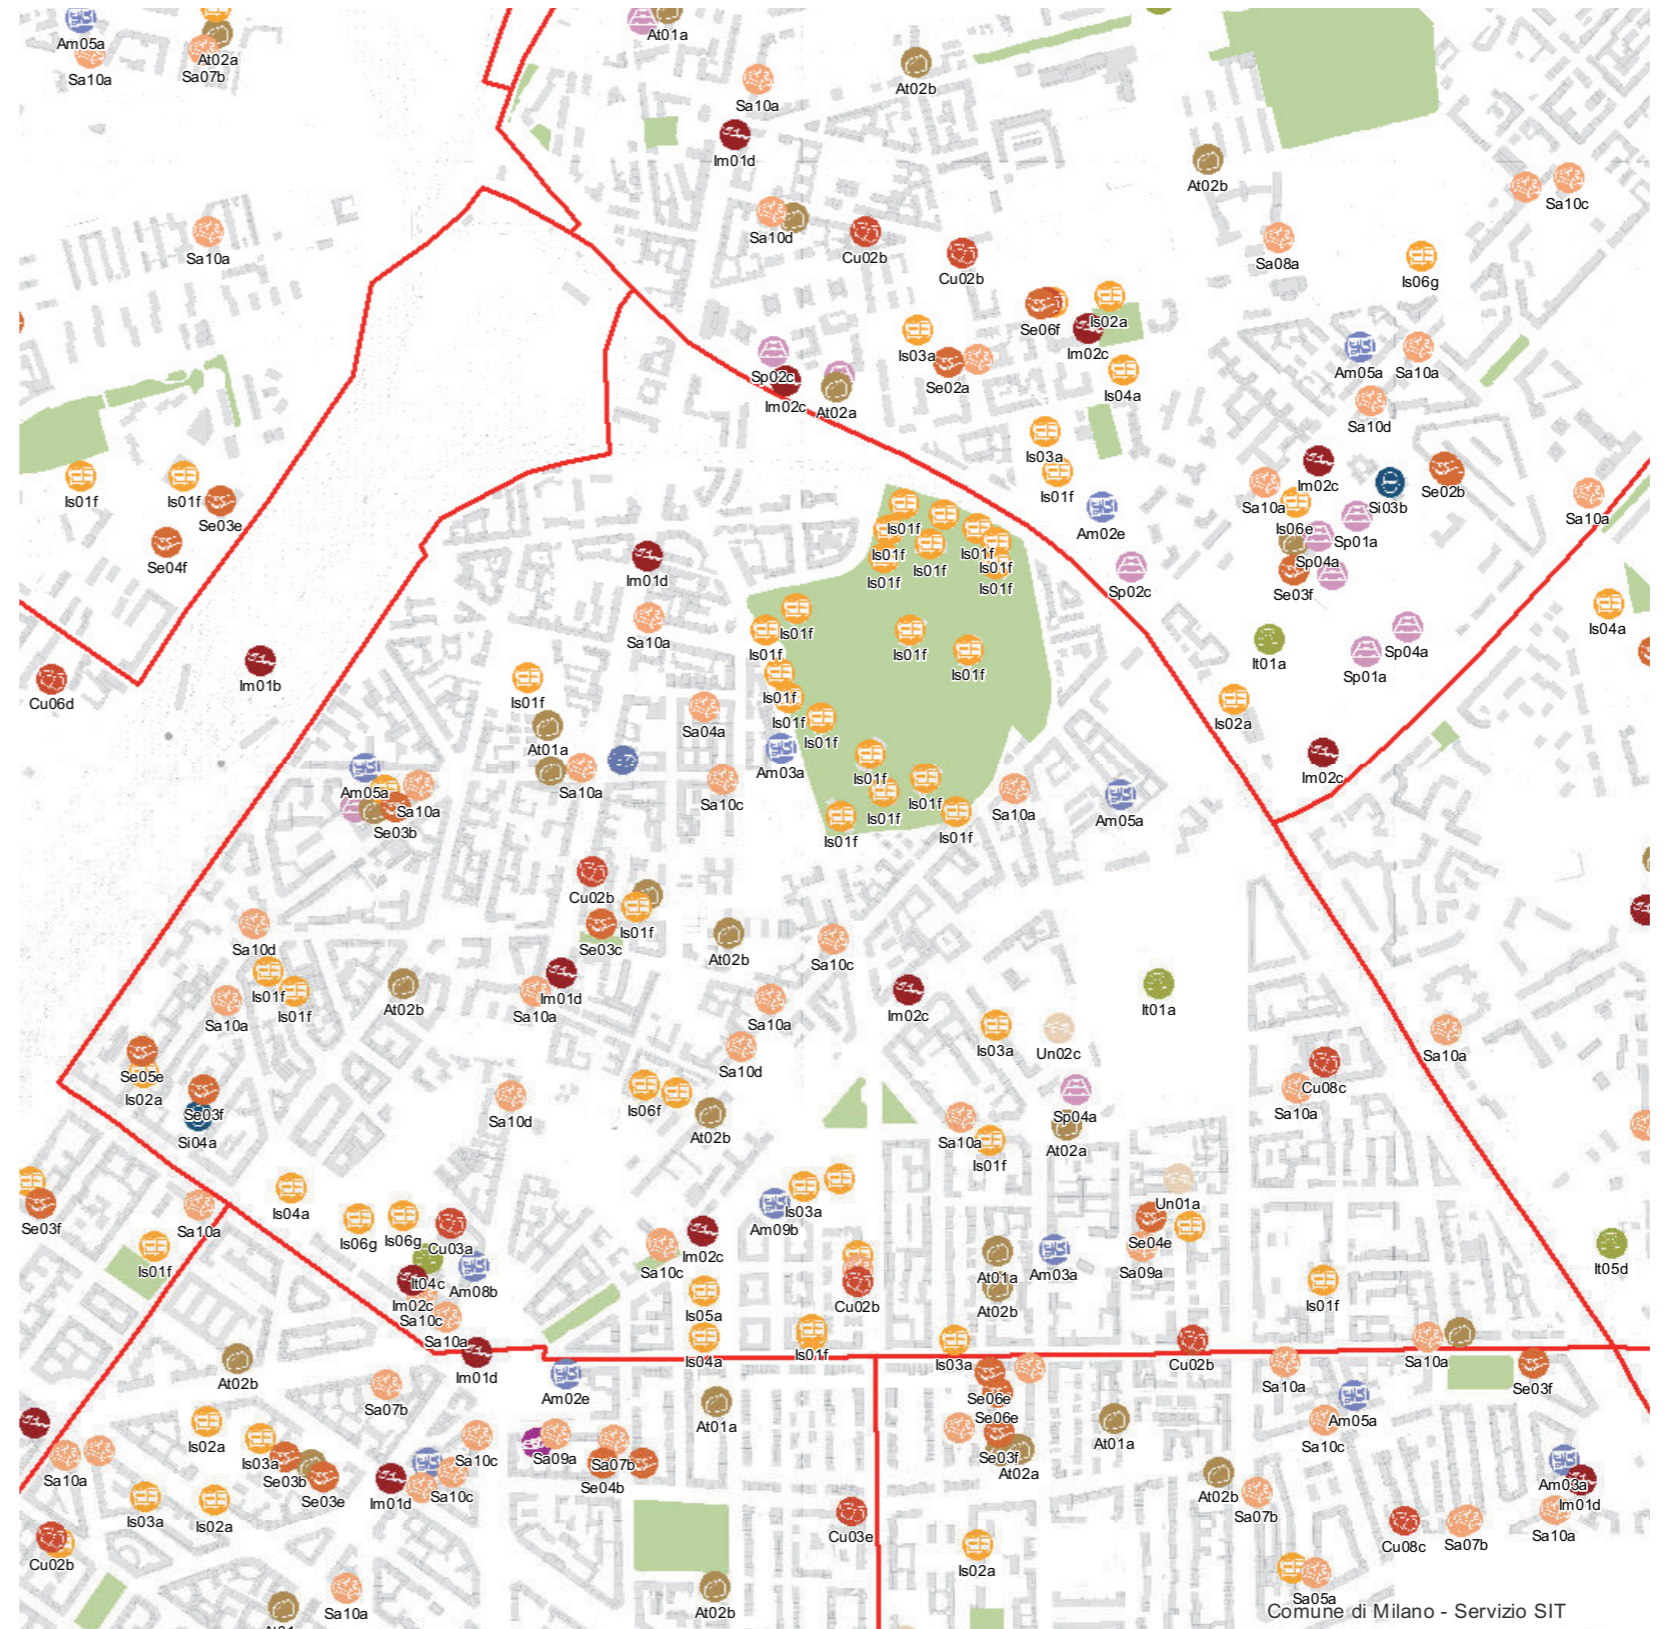 At01a
Am05a
At02a
Sa10a
Sa07b
At02b
Sa10a
Im01d
At02b
Sa10c
Sa10d
Cu02b
Sa10a
Sa08a
Cu02b
Is06g
Se06f
Is02a
Im02c
Is03a
Am05a
Sa10a
Sp02c
Se02a
Is04a
Im02c
At02a
Sa10d
Is03a
Im02c
Is01f
Is01f
Is01f
Se02b
Sa10a
Si03b
Sa10a
Se03e
Is01f
Is06e
Am02e
Sp01a
Is01f
Is01f
Se04f
Sp04a
Is01f
Is01f
Is01f
Im01d
Is01f
Sp02c
Se03f
Is04a
Is01f
Sa10a
It01a
Sp04a
Is01f
Is01f
Is01f
Sp01a
Im01b
Cu06d
Is01f
Is01f
Is02a
Is01f
Sa04a
Is01f
At01a
Am03a
Im02c
Is01f
Sa10a
Am05a
Sa10c
Is01f
Sa10a
Sa10a
Am05a
Is01f
Se03b
Is01f
Is01f
Cu02b
Is01f
Sa10d
Se03c
At02b
Sa10c
Is01f
Im01d
At02b
It01a
Is01f
Sa10a
Sa10a
Sa10a
Im02c
Is03a
Un02c
Sa10a
Sa10d
Se05e
Cu08c
Is02a
Is06f
Sa10a
Se03f
Sp04a
Sa10d
At02b
Si04a
Sa10a
At02a
Is01f
Un01a
Is04a
Is03a
Se03f
Sa10a
Am09b
Is06g
Is06g
Se04e
Cu03a
Im02c
It05d
Is01f
Sa10c
At01a
Am03a
Sa09a
It04c
Am08b
Im02c
Is05a
Cu02b
At02b
Is01f
Sa10c
Sa10a
Is01f
Is04a
Is03a
Cu02b
Sa10a
Im01d
At02b
Am02e
Sa10a
Se03f
Se06e
Sa07b
At01a
Se06e
Am05a
At01a
Sa10c
Is02a
Is03a
Sa10c
Sa09a
Sa07b
Se03f
At02a
Sa10a
Se03b
Se04b
Am03a
Se03e
Im01d
Sa10c
At02b
Im01d
Is03a
Is02a
Sa07b
Cu03e
Sa10a
Cu08c
Sa07b
Cu02b
Is02a
Sa05a
Sa10a
At02b
Comune di Milano - Servizio SIT